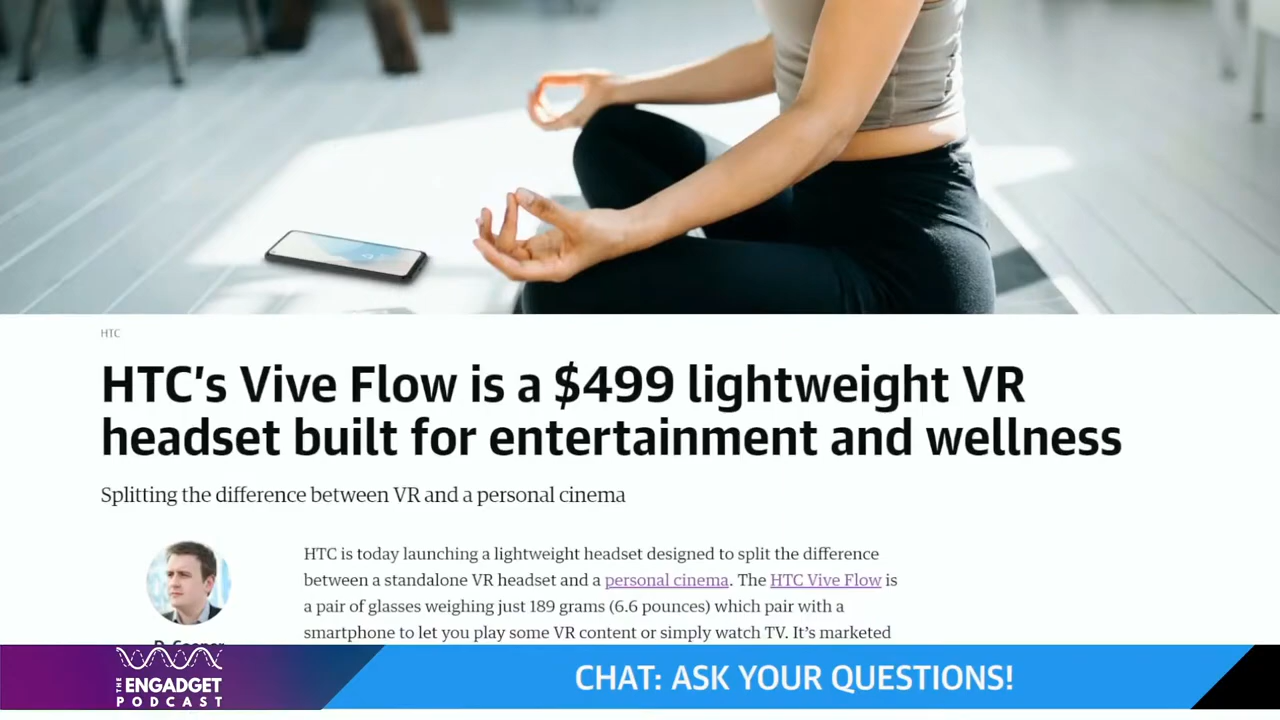 HTC
HTC's Vive Flow is a $499 lightweight VR
headset built for entertainment and wellness
Splitting the difference between VR and a personal cinema
HTC is today launching a lightweight headset designed to split the difference
between a standalone VR headset and a personal cinema. The HTC Vive Flow is
a pair of glasses weighing just 189 grams (6.6 pounces) which pair with a
smartphone to let you play some VR content or simply watch TV. It's marketed
THE ENGADGET
PODCAST
CHAT: ASK YOUR QUESTIONS!